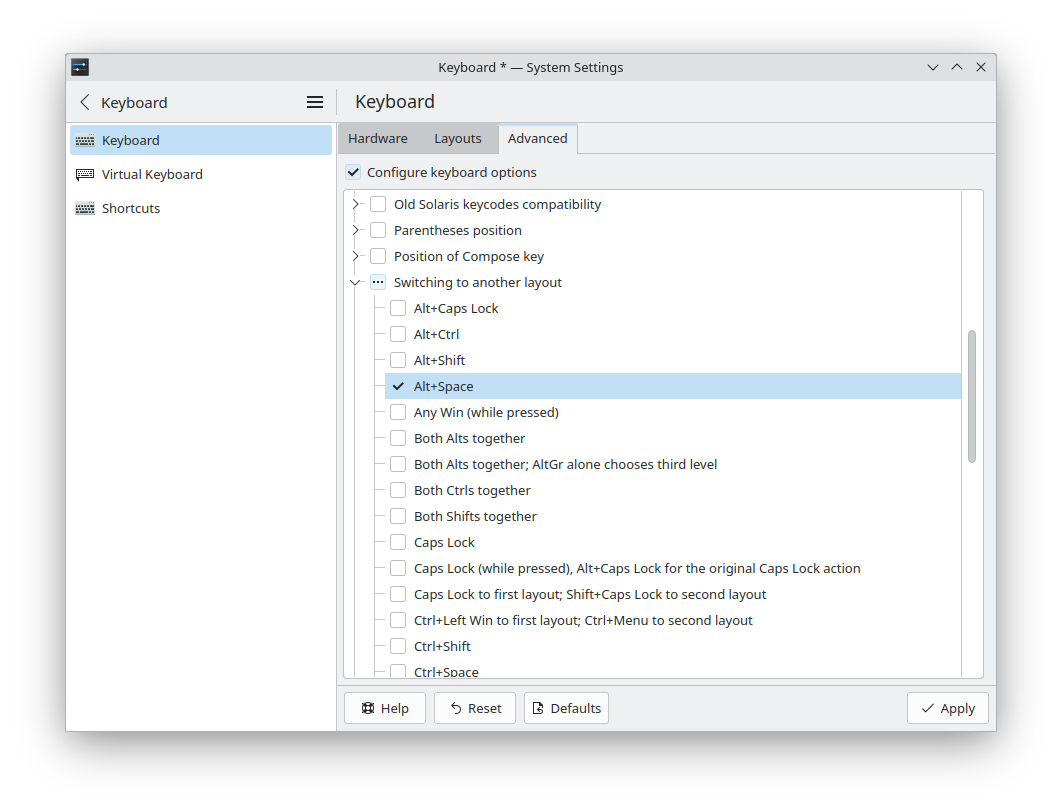 Keyboard * — System Settings
Keyboard
Keyboard
Keyboard
Virtual Keyboard
Shortcuts
Hardware Layouts Advanced
Configure keyboard options
Old Solaris keycodes compatibility
Parentheses position
Position of Compose key
Switching to another layout
Alt+Caps Lock
Alt+Ctrl
Alt+Shift
Alt+Space
Any Win (while pressed)
Both Alts together
Both Alts together; AltGr alone chooses third level
Both Ctrls together
Both Shifts together
Caps Lock
Caps Lock (while pressed), Alt+Caps Lock for the original Caps Lock action
Caps Lock to first layout; Shift+Caps Lock to second layout
Ctrl+Left Win to first layout; Ctrl+Menu to second layout
Ctrl+Shift
Ctrl+Space
Help Reset Defaults Apply